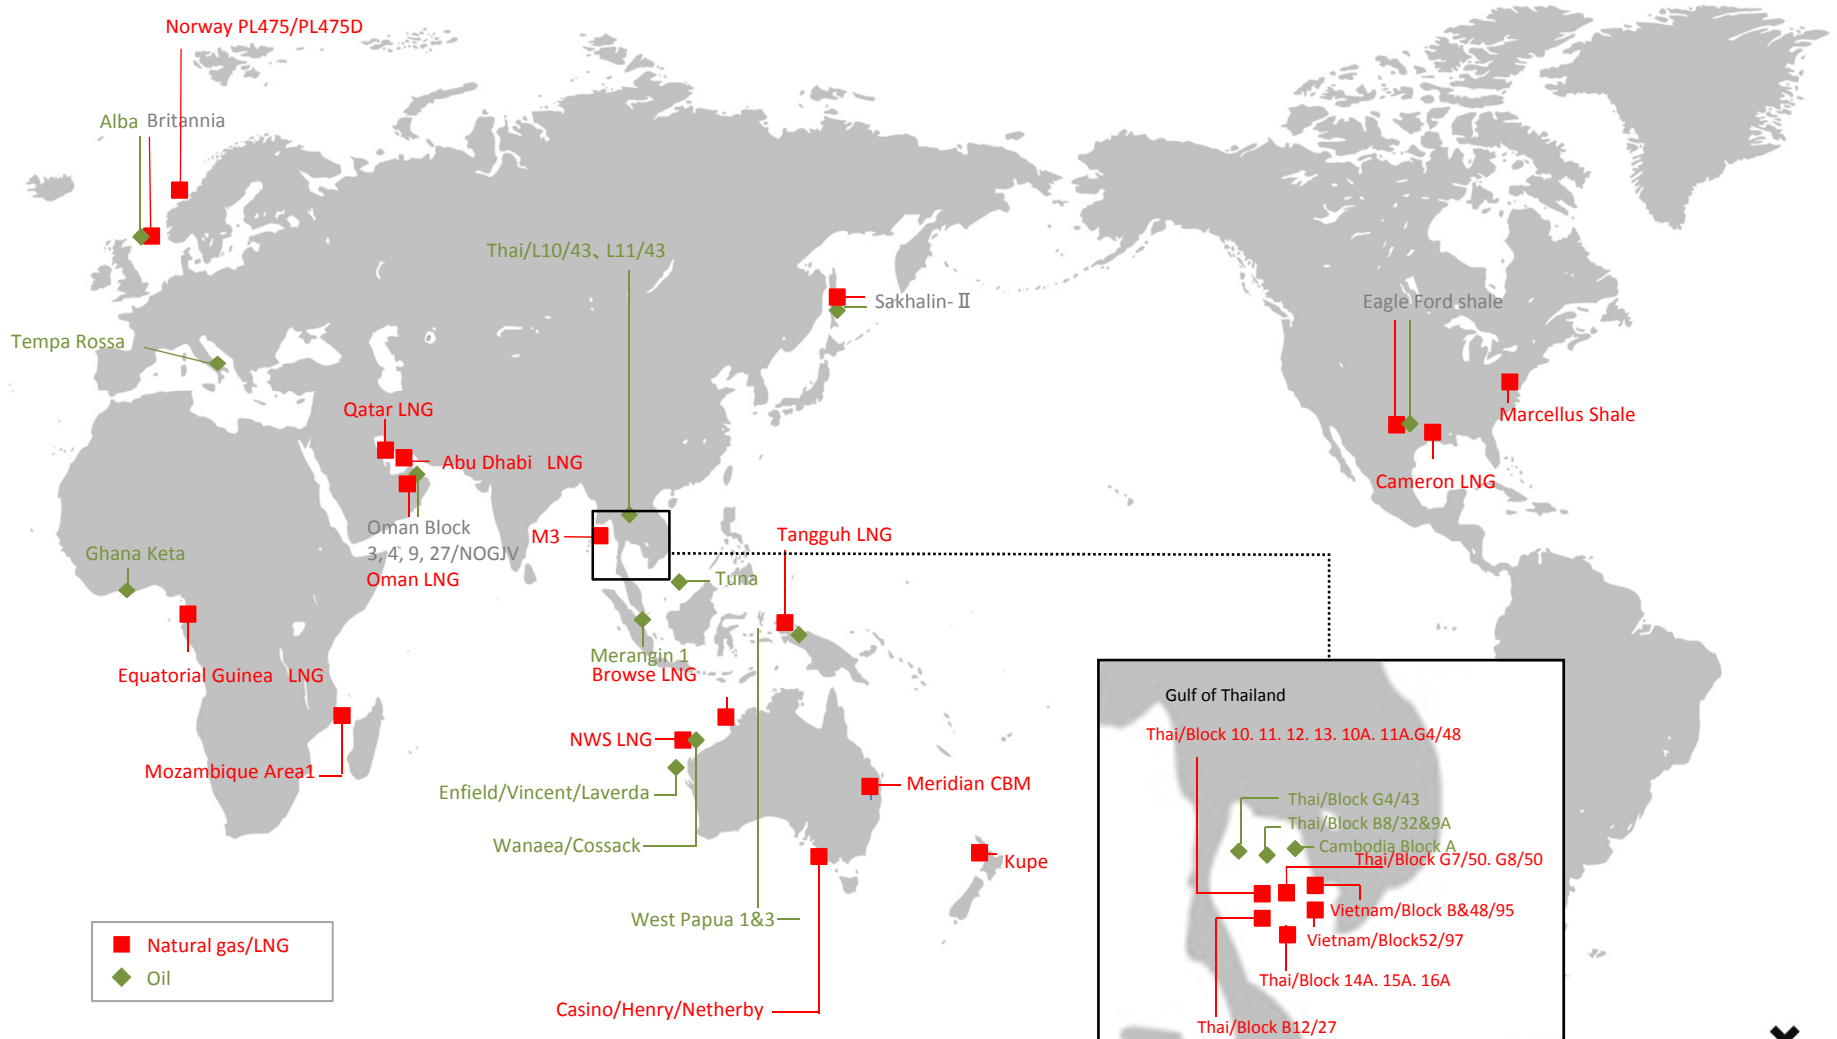 Norway PL475/PL475D
Alba Britannia
Thai/L10/43、L11/43
Sakhalin-Ⅱ
Eagle Ford shale
Tempa Rossa
Qatar LNG
Marcellus Shale
Abu Dhabi LNG
Cameron LNG
Oman Block
3, 4, 9, 27/NOGJV
Oman LNG
M3
Tangguh LNG
Ghana Keta
Tuna
Merangin 1
Browse LNG
Equatorial Guinea LNG
Gulf of Thailand
Thai/Block 10. 11. 12. 13. 10A. 11A.G4/48
NWS LNG
Mozambique Area1
Meridian CBM
Enfield/Vincent/Laverda
Thai/Block G4/43
Thai/Block B8/32&9A
Cambodia Block A
Thai/Block G7/50. G8/50
Wanaea/Cossack
Kupe
West Papua 1&3
Vietnam/Block B&48/95
Vietnam/Block52/97
Natural gas/LNG
Oil
Thai/Block 14A. 15A. 16A
Casino/Henry/Netherby
Thai/Block B12/27